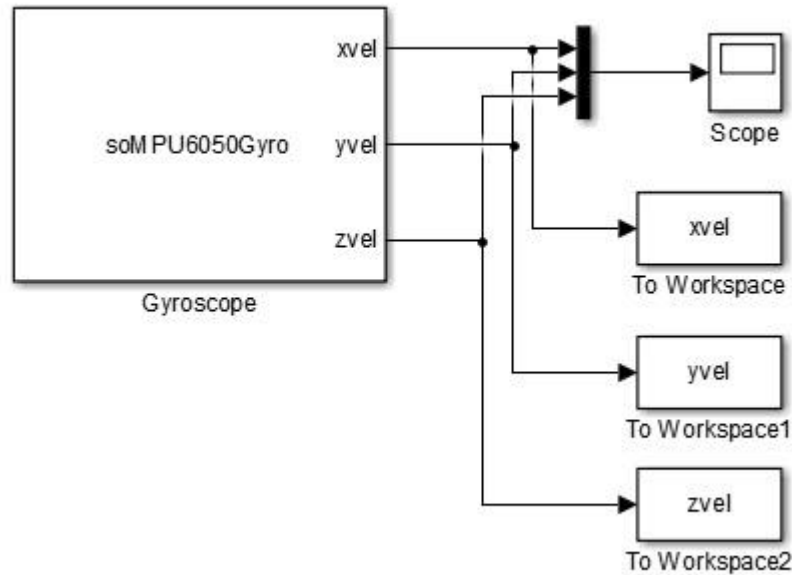 xvel
soMPU6050Gyro
yvel
zvel
Gyroscope
Scope
xvel
To Workspace
yvel
To Workspace1
zvel
To Workspace2